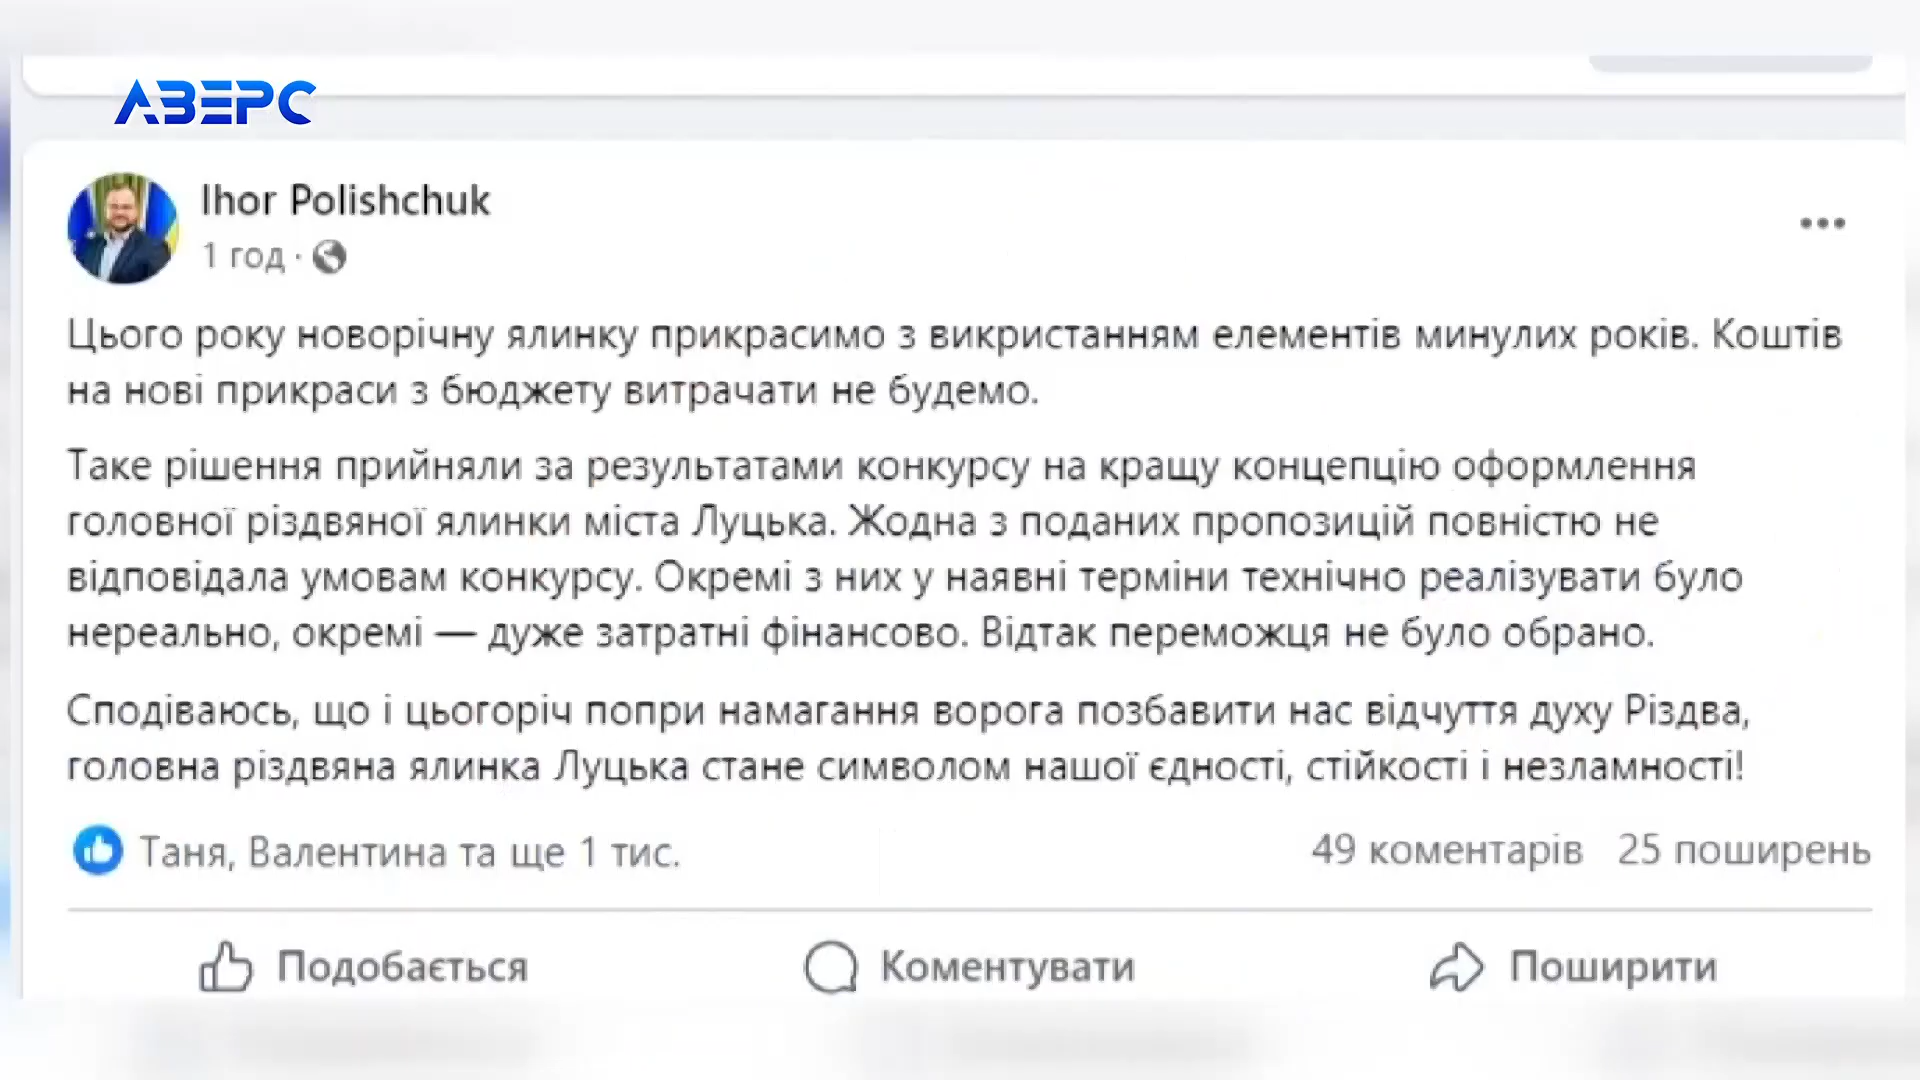 АВЕРС
Ihor Polishchuk
1 год ·
Цього року новорічну ялинку прикрасимо з викристанням елементів минулих років. Коштів
на нові прикраси з бюджету витрачати не будемо.
Таке рішення прийняли за результатами конкурсу на кращу концепцію оформлення
головної різдвяної ялинки міста Луцька. Жодна з поданих пропозицій повністю не
відповідала умовам конкурсу. Окремі з них у наявні терміни технічно реалізувати було
нереально, окремі — дуже затратні фінансово. Відтак переможця не було обрано.
Сподіваюсь, що і цьогоріч попри намагання ворога позбавити нас відчуття духу Різдва,
головна різдвяна ялинка Луцька стане символом нашої єдності, стійкості і незламності!
Таня, Валентина та ще 1 тис. 49 коментарів 25 поширень
Подобається Коментувати Поширити